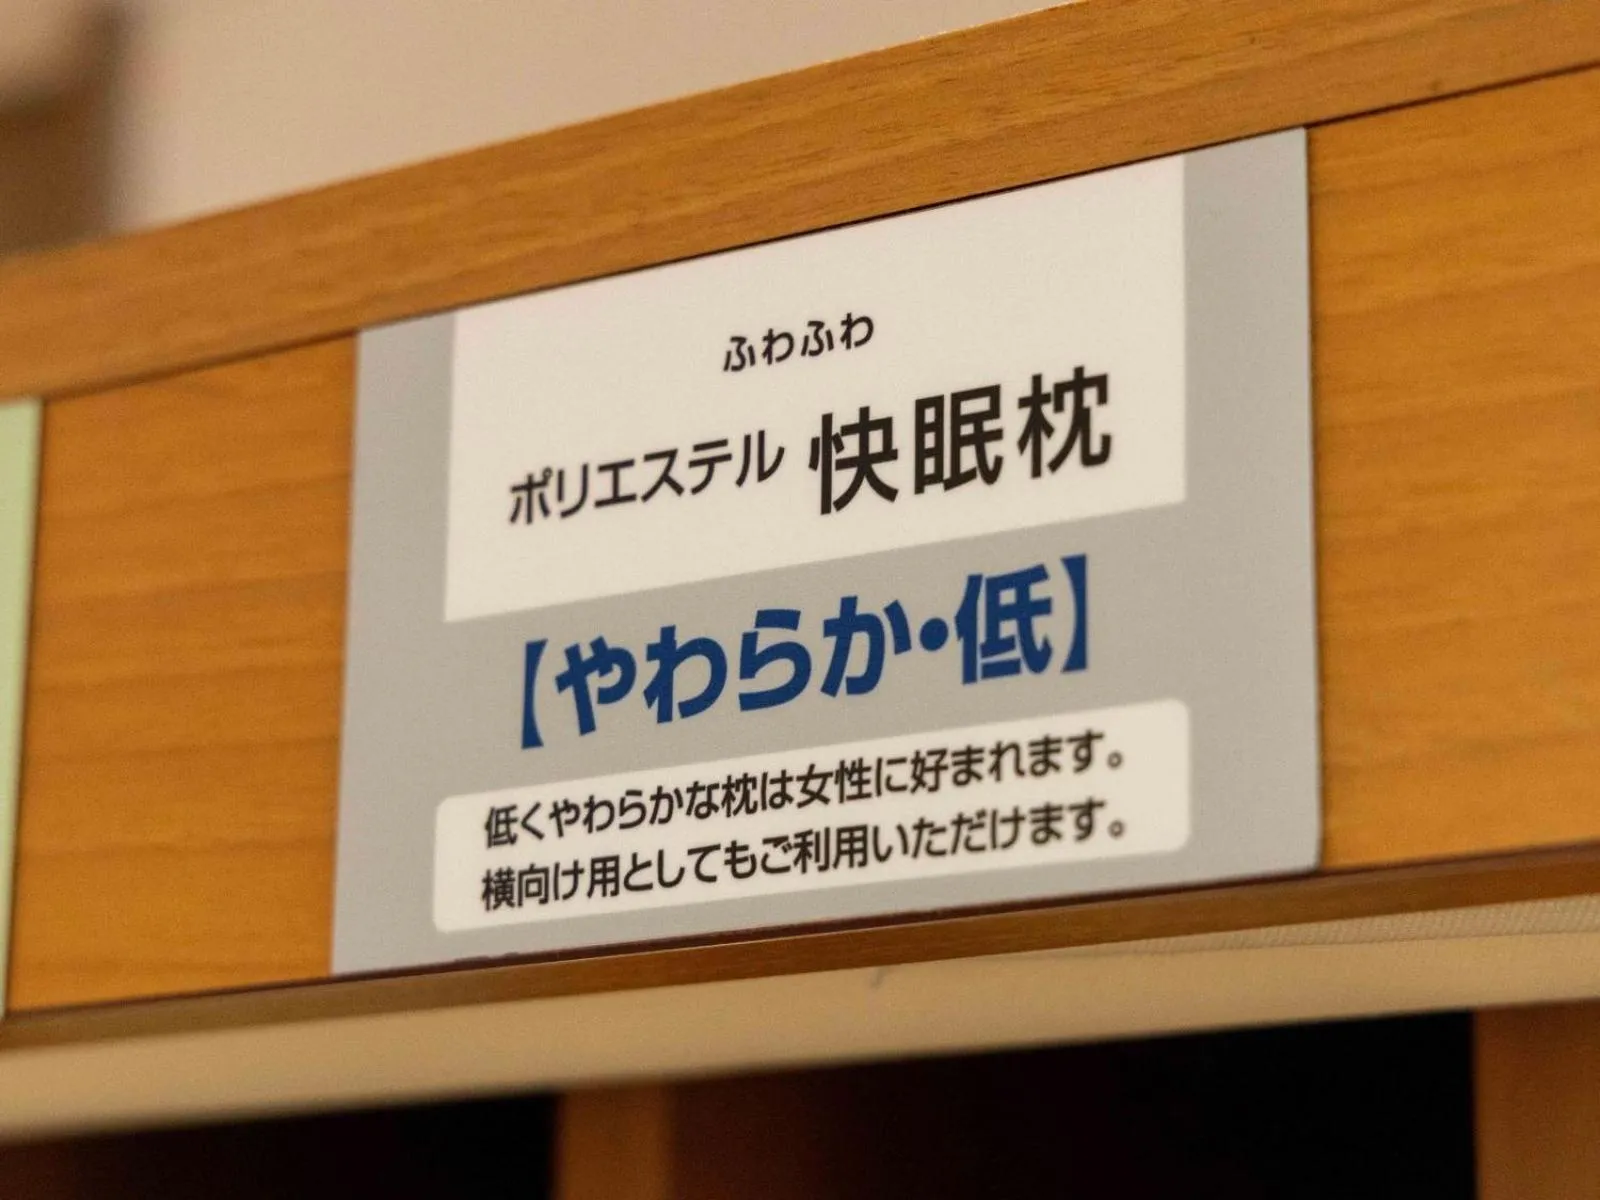 ふわふわ
ポリエステル 快眠枕
【やわらか・低】
低くやわらかな枕は女性に好まれます。
横向け用としてもご利用いただけます。